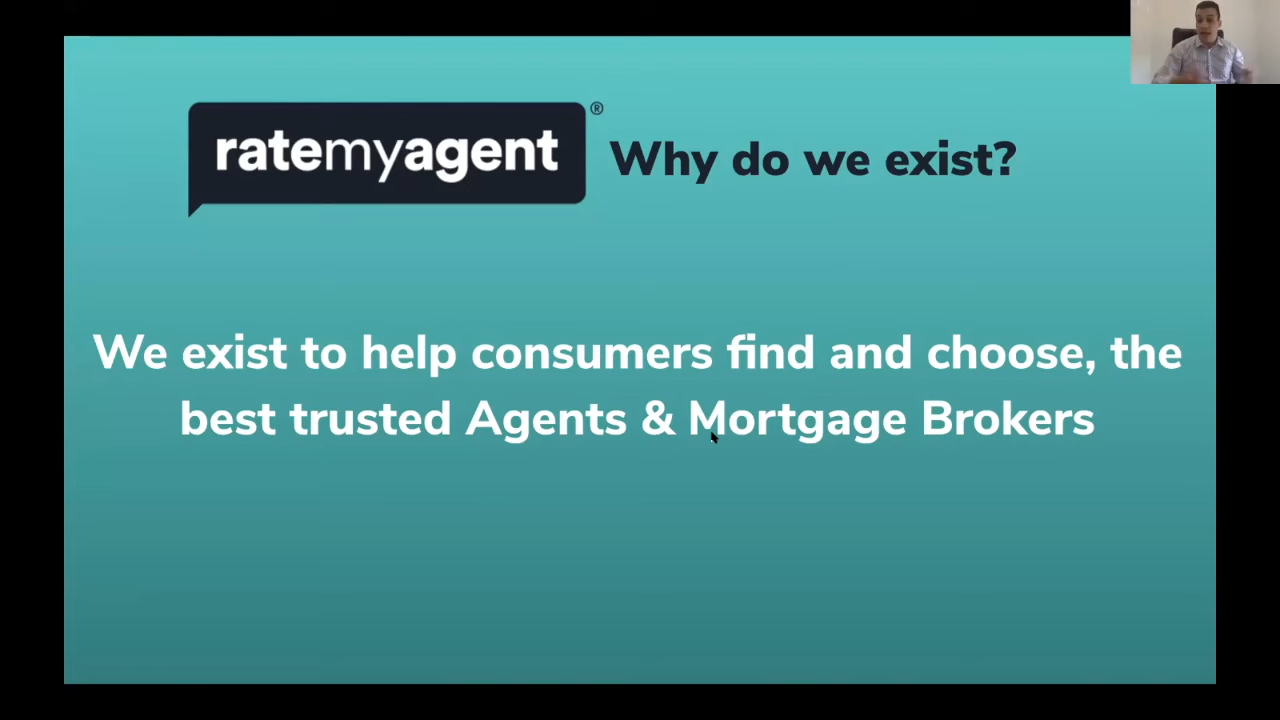 ratemyagent® Why do we exist?
We exist to help consumers find and choose, the
best trusted Agents & Mortgage Brokers